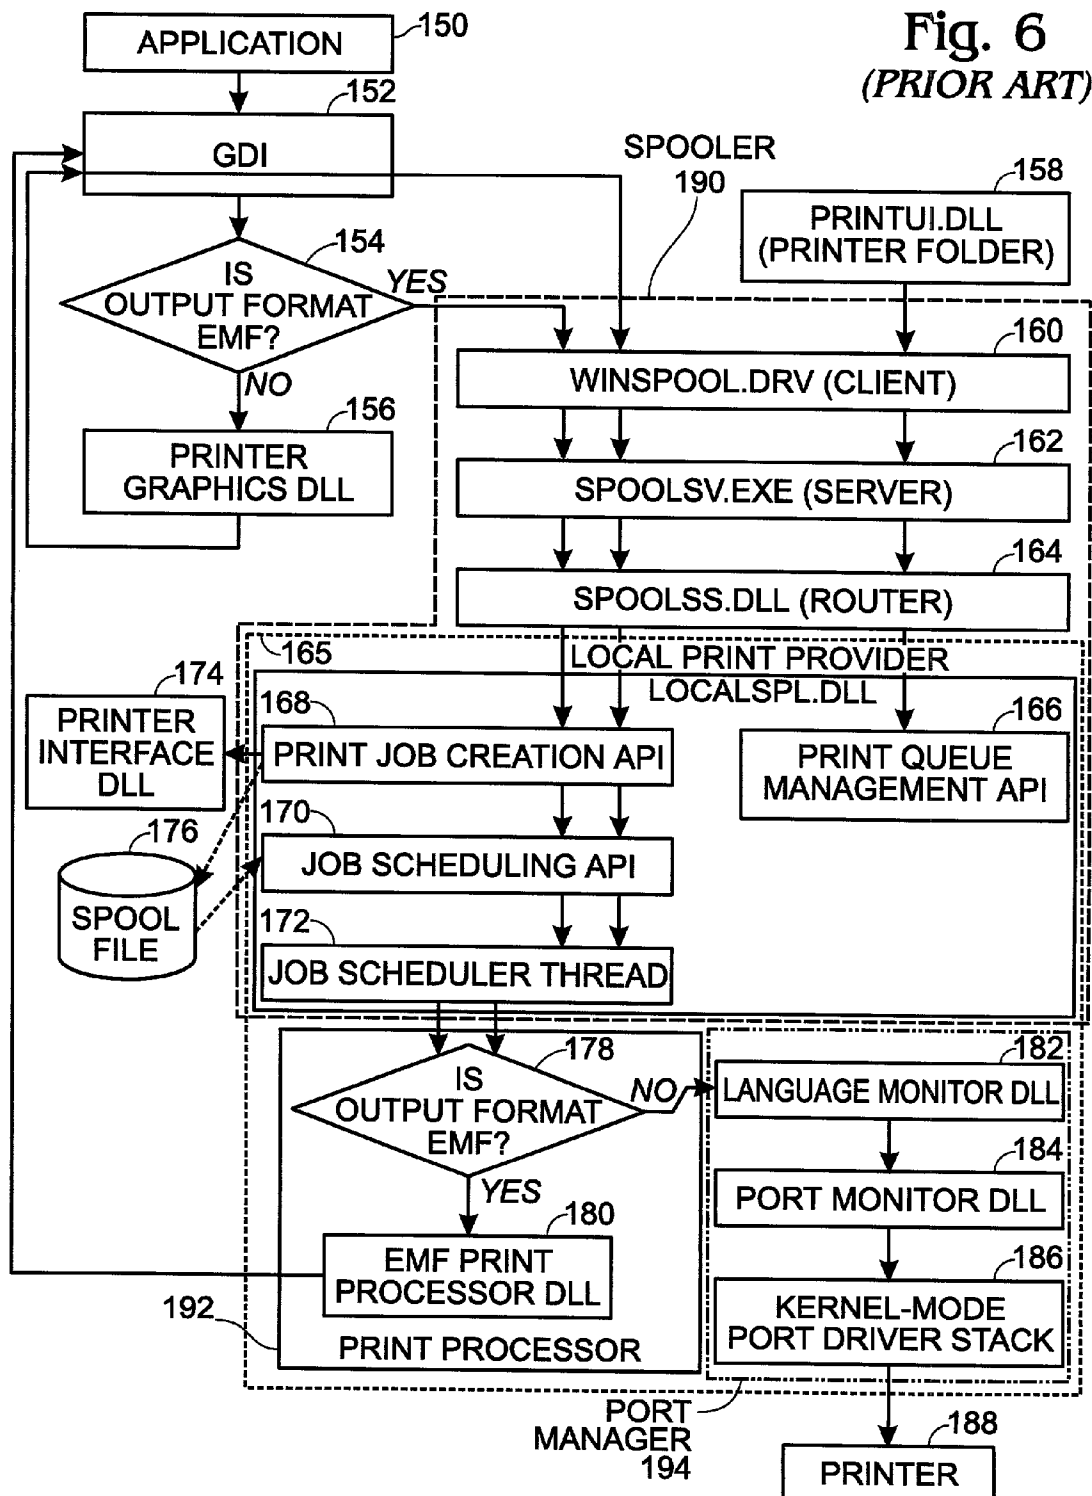 Fig. 6
(PRIOR ART)
150
APPLICATION
152
GDI
SPOOLER
190
158
PRINTUI.DLL
(PRINTER FOLDER)
154
IS
OUTPUT FORMAT
EMF?
YES
NO
156
PRINTER
GRAPHICS DLL
160
WINSPOOL.DRV (CLIENT)
162
SPOOLSV.EXE (SERVER)
164
SPOOLSS.DLL (ROUTER)
165
LOCAL PRINT PROVIDER
LOCALSPL.DLL
174
PRINTER
INTERFACE
DLL
168
PRINT JOB CREATION API
166
PRINT QUEUE
MANAGEMENT API
176
SPOOL
FILE
170
JOB SCHEDULING API
172
JOB SCHEDULER THREAD
178
IS
OUTPUT FORMAT
EMF?
NO
YES
180
EMF PRINT
PROCESSOR DLL
192
PRINT PROCESSOR
182
LANGUAGE MONITOR DLL
184
PORT MONITOR DLL
186
KERNEL-MODE
PORT DRIVER STACK
PORT
MANAGER
194
188
PRINTER